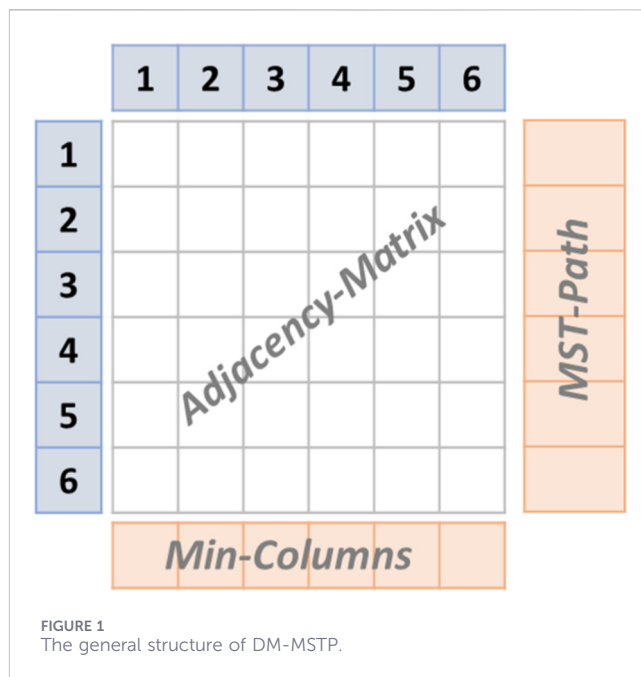 1 2 3 4 5 6
1
2
3
4
5
6
Adjacency-Matrix
MST-Path
Min-Columns
FIGURE 1
The general structure of DM-MSTP.